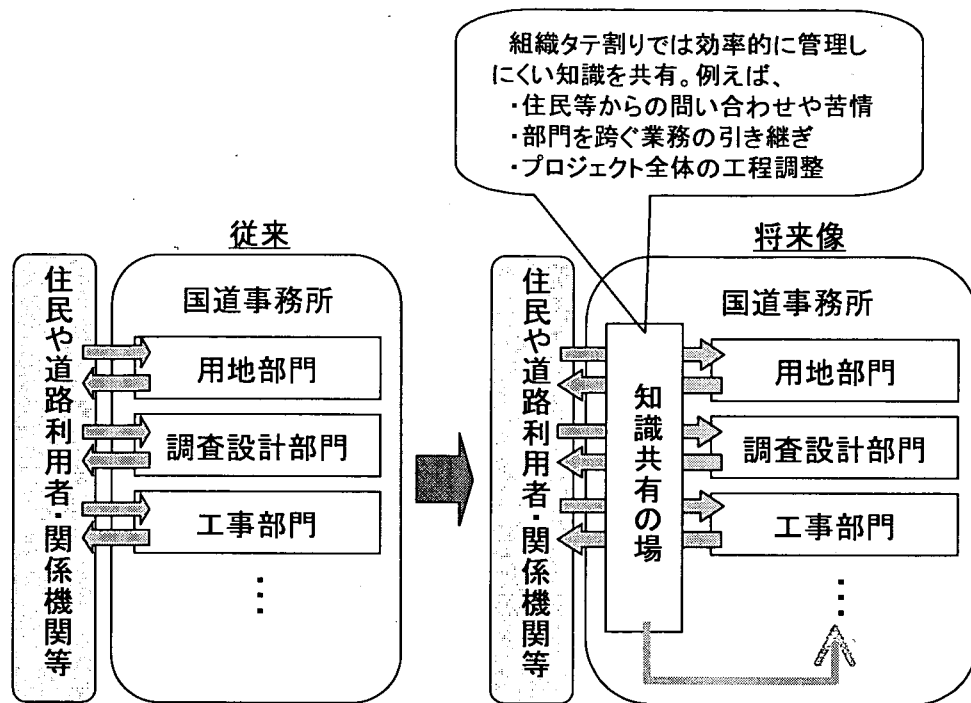 組織タテ割りでは効率的に管理し
にくい知識を共有。例えば、
・住民等からの問い合わせや苦情
・部門を跨ぐ業務の引き継ぎ
・プロジェクト全体の工程調整
従来
住民や道路利用者・関係機関等
国道事務所
用地部門
調査設計部門
工事部門
・・・
将来像
住民や道路利用者・関係機関等
国道事務所
知識共有の場
用地部門
調査設計部門
工事部門
・・・